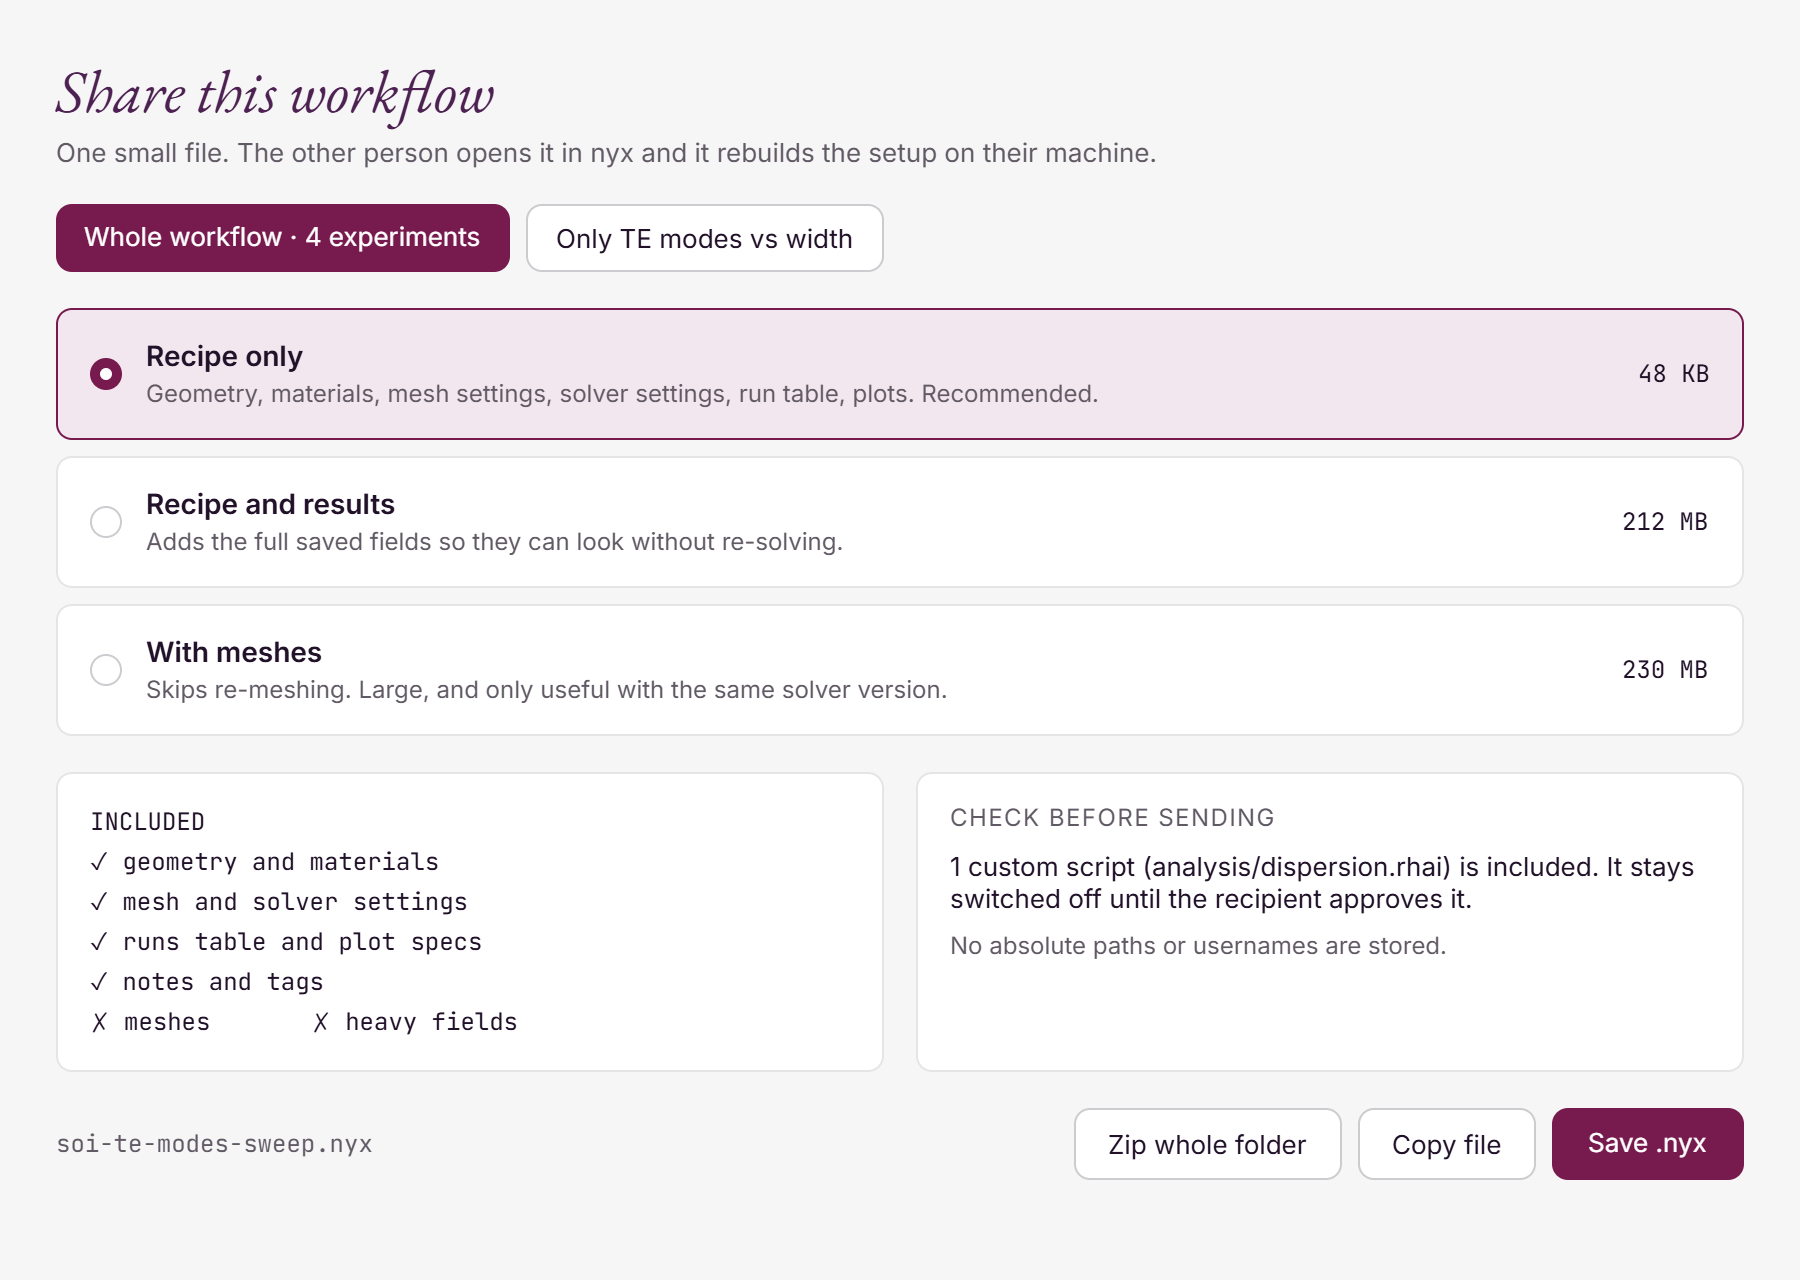 Share this workflow
One small file. The other person opens it in nyx and it rebuilds the setup on their machine.
Whole workflow · 4 experiments
Only TE modes vs width
Recipe only
Geometry, materials, mesh settings, solver settings, run table, plots. Recommended.
48 KB
Recipe and results
Adds the full saved fields so they can look without re-solving.
212 MB
With meshes
Skips re-meshing. Large, and only useful with the same solver version.
230 MB
INCLUDED
✓ geometry and materials
✓ mesh and solver settings
✓ runs table and plot specs
✓ notes and tags
✗ meshes ✗ heavy fields
CHECK BEFORE SENDING
1 custom script (analysis/dispersion.rhai) is included. It stays
switched off until the recipient approves it.
No absolute paths or usernames are stored.
soi-te-modes-sweep.nyx
Zip whole folder
Copy file
Save .nyx